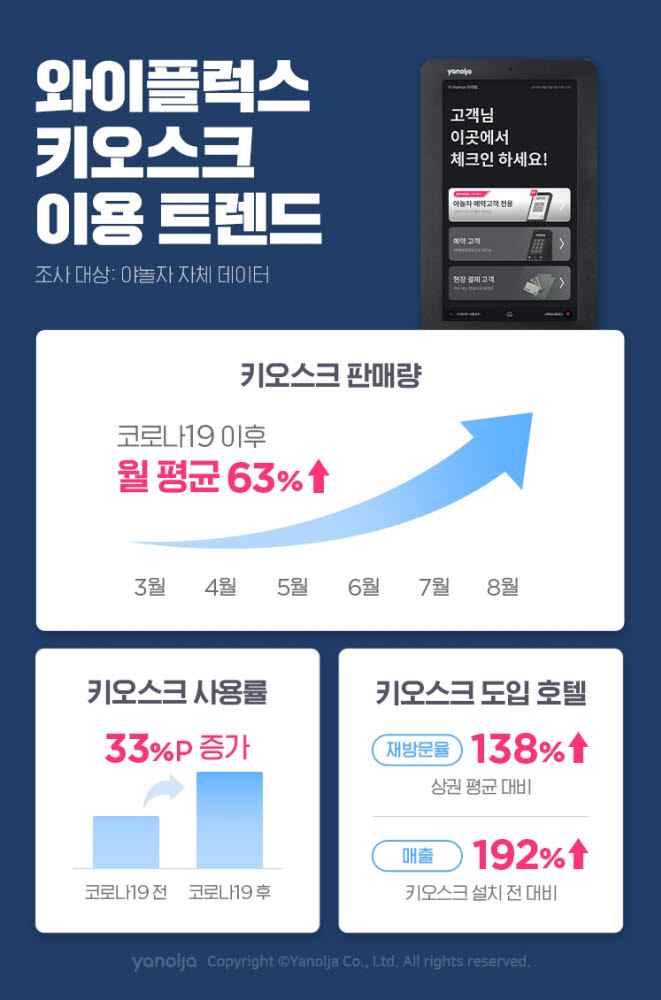 와이플럭스
키오스크
이용 트렌드
조사 대상: 야놀자 자체 데이터
yanolja
고객님
이곳에서
체크인 하세요!
야놀자 예약고객 전용
예약 고객
현장 결제 고객
키오스크 판매량
코로나19 이후
월 평균 63%
3월 4월 5월 6월 7월 8월
키오스크 사용률
33%P 증가
코로나19 전 코로나19 후
키오스크 도입 호텔
재방문율 138%
상권 평균 대비
매출 192%
키오스크 설치 전 대비
yanolja Copyright ©Yanolja Co., Ltd. All rights reserved.